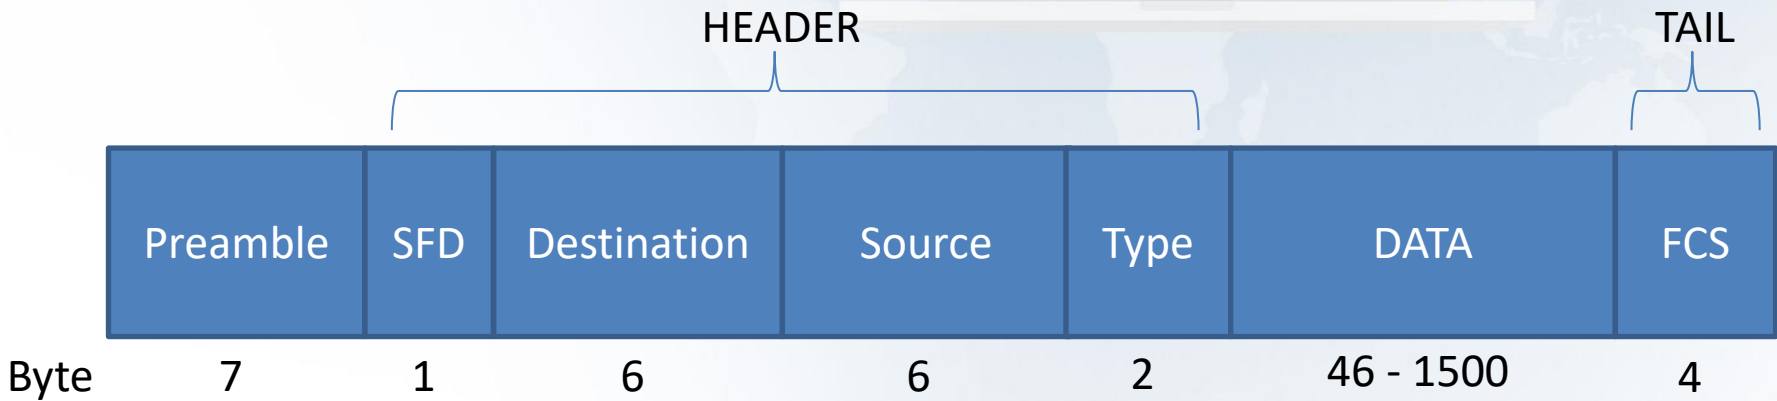 HEADER TAIL
Preamble SFD Destination Source Type DATA FCS
Byte 7 1 6 6 2 46 - 1500 4